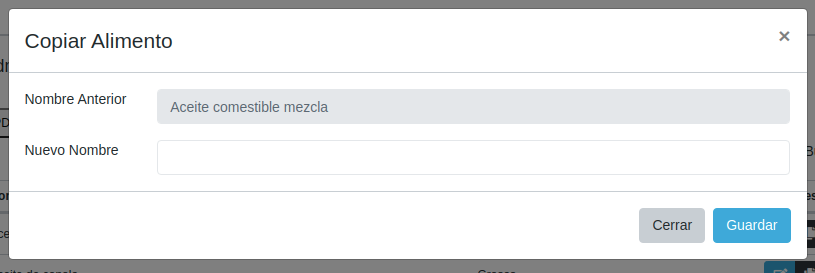 Copiar Alimento
×
Nombre Anterior
Aceite comestible mezcla
Nuevo Nombre
Cerrar
Guardar